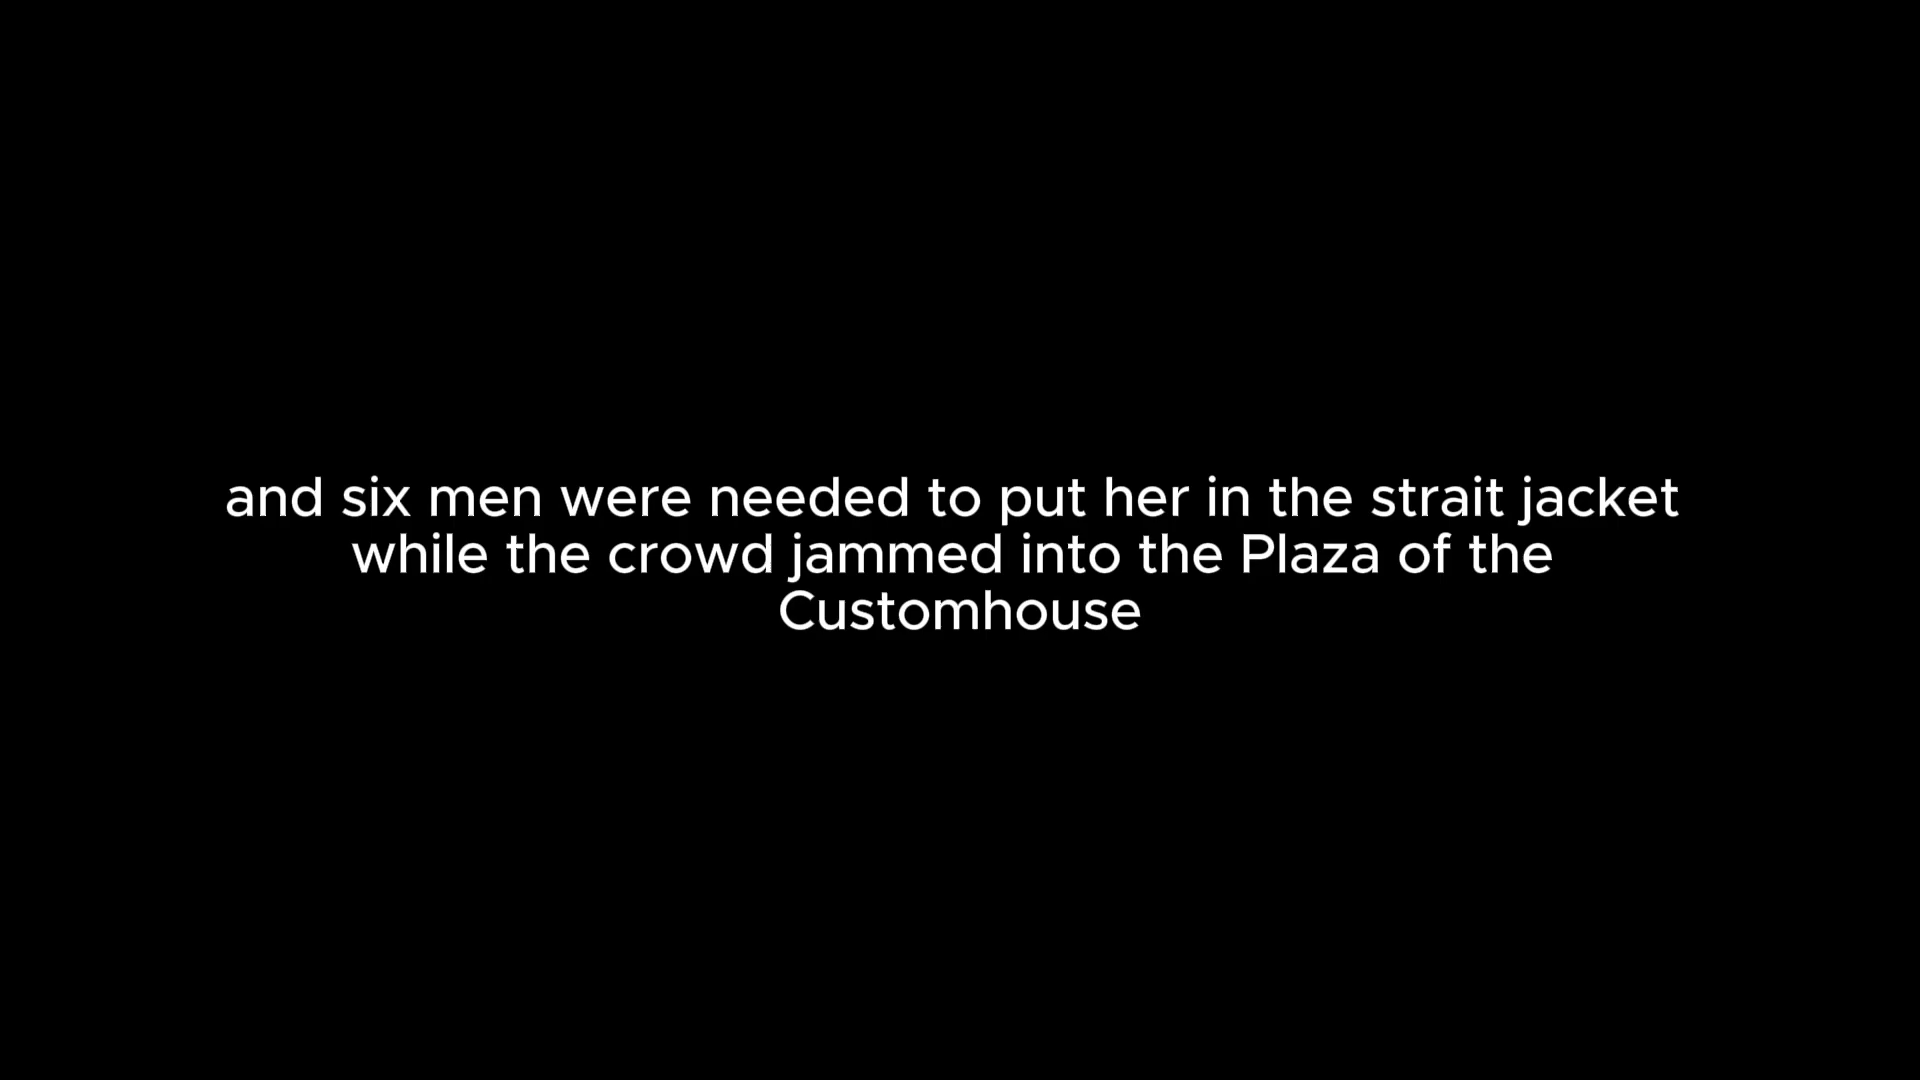 and six men were needed to put her in the strait jacket
while the crowd jammed into the Plaza of the
Customhouse